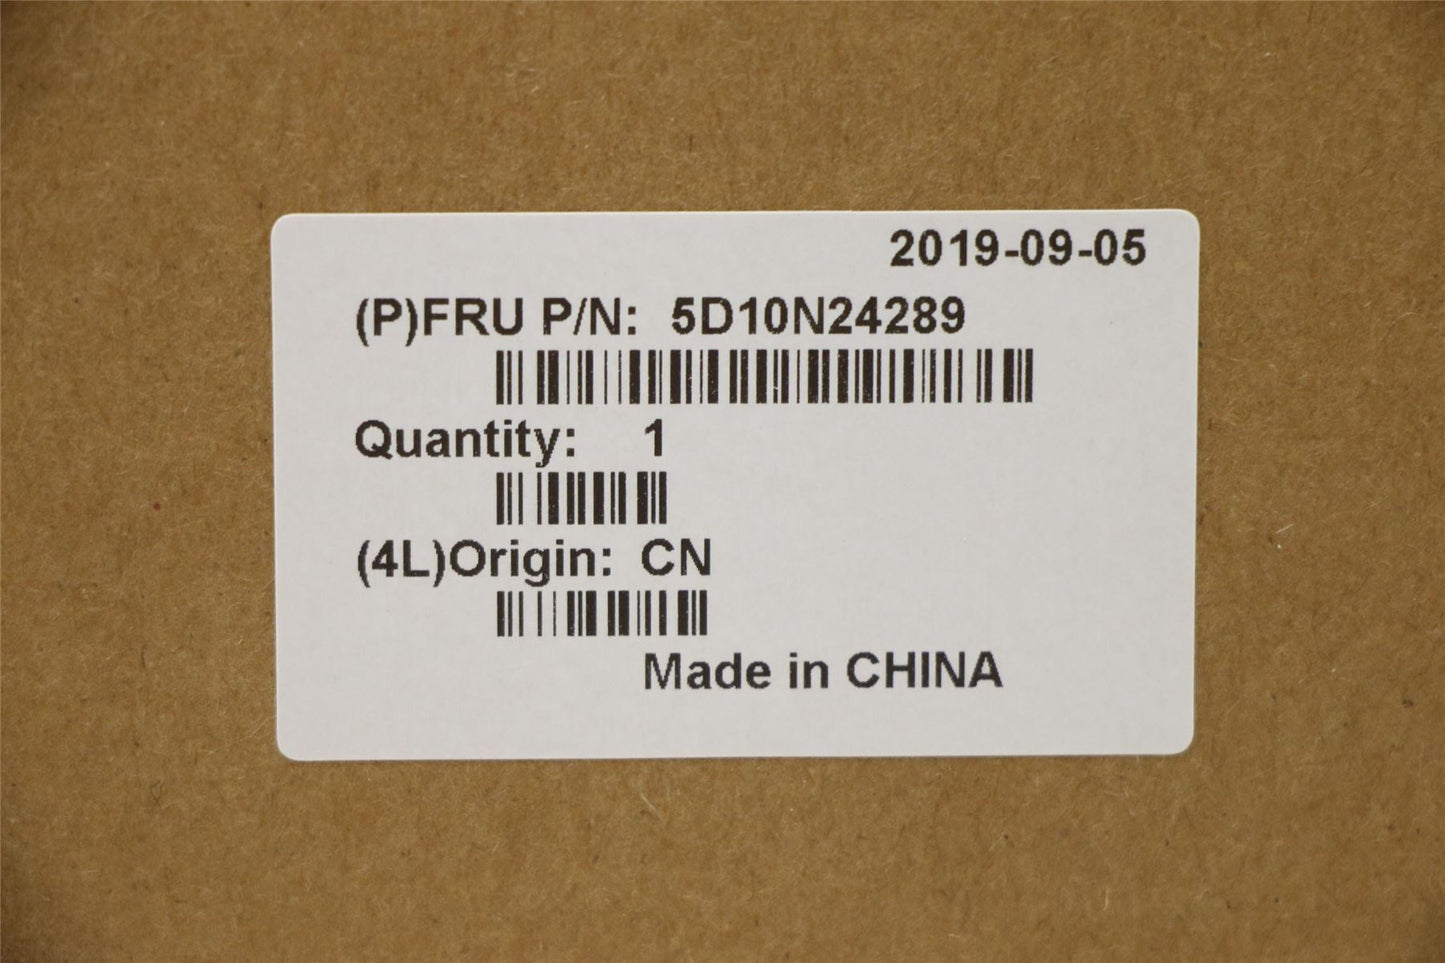 2019-09-05
(P)FRU P/N: 5D10N24289
Quantity: 1
(4L)Origin: CN
Made in CHINA